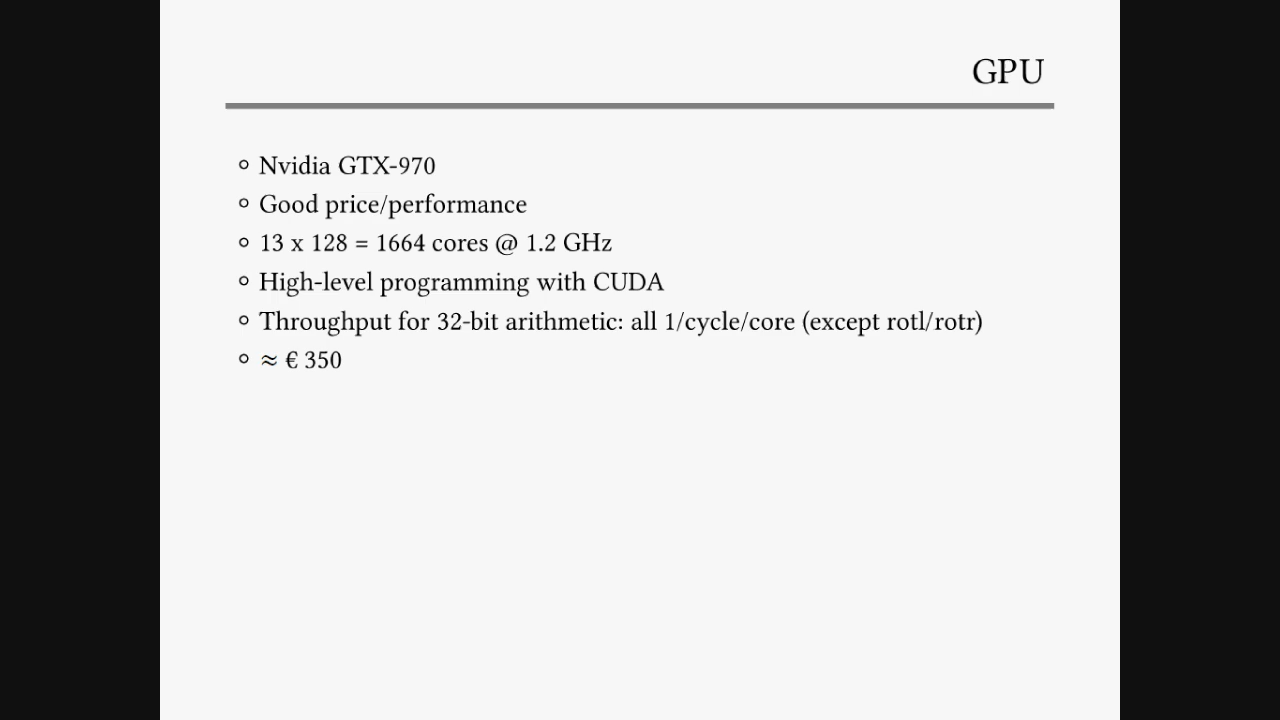 GPU
Nvidia GTX-970
Good price/performance
13 x 128 = 1664 cores @ 1.2 GHz
High-level programming with CUDA
Throughput for 32-bit arithmetic: all 1/cycle/core (except rotl/rotr)
≈ € 350